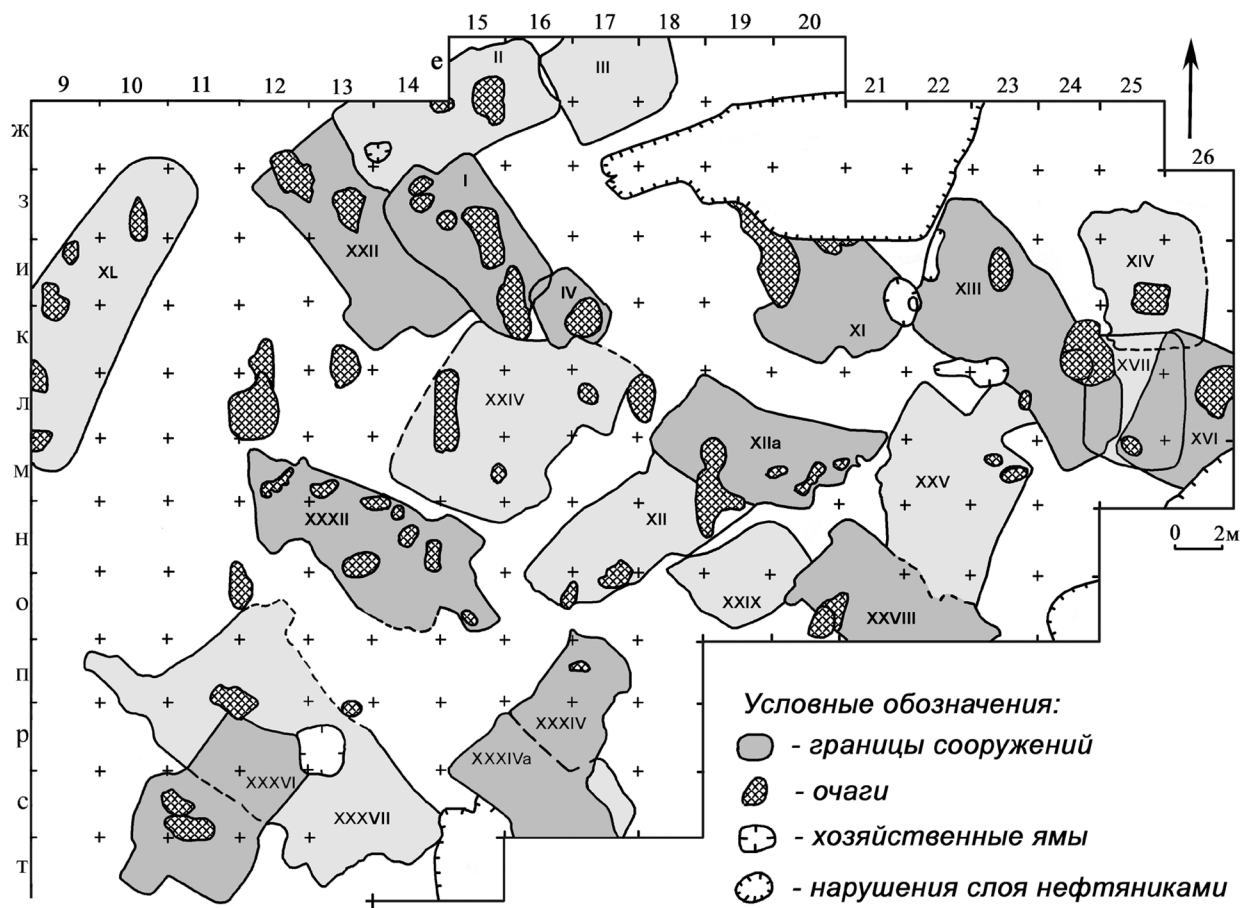 15 16 17 18 19 20
е
9 10 11 12 13 14 21 22 23 24 25
26
Ж
З
И
К
Л
М
Н
О
П
Р
С
Т
II
III
I
XXII
XL
IV
XIV
XIII
XI
XVII
XVI
XXIV
XIIa
XXV
XXXII
XII
XXIX
XXVIII
XXXIV
XXXIVa
XXXVI
XXXVII
0 2м
Условные обозначения:
- границы сооружений
- очаги
- хозяйственные ямы
- нарушения слоя нефтяниками